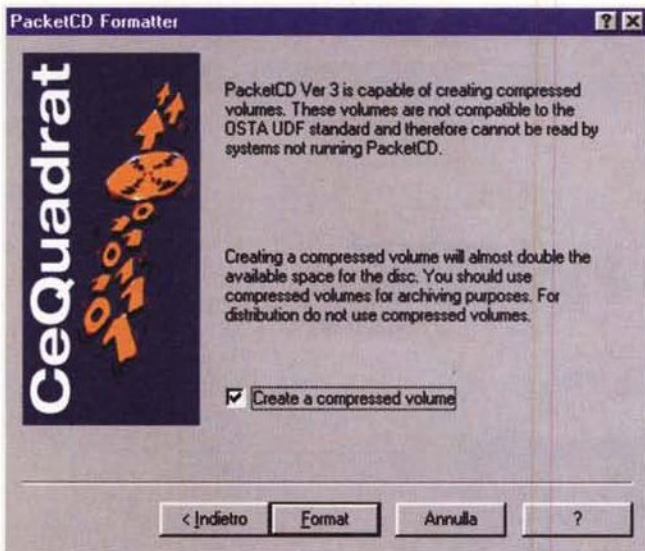 PacketCD Formatter
? X
CeQuadrat
PacketCD Ver 3 is capable of creating compressed
volumes. These volumes are not compatible to the
OSTA UDF standard and therefore cannot be read by
systems not running PacketCD.
Creating a compressed volume will almost double the
available space for the disc. You should use
compressed volumes for archiving purposes. For
distribution do not use compressed volumes.
Create a compressed volume
< Indietro
Format
Annulla
?